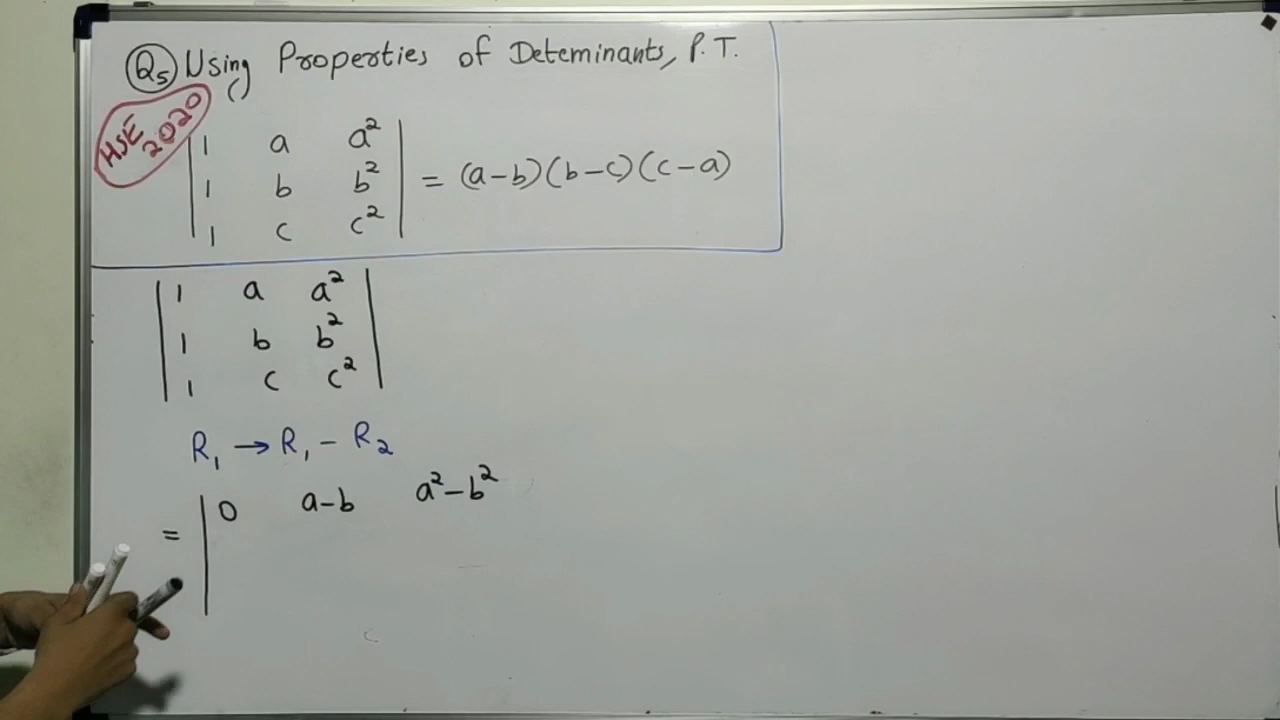 Q5 Using Properties of Deteminants, P.T.
HSE 2020
| 1 a a² |
| 1 b b² | = (a-b)(b-c)(c-a)
| 1 c c² |
| 1 a a² |
| 1 b b² |
| 1 c c² |
R₁ → R₁ - R₂
= | 0 a-b a²-b²